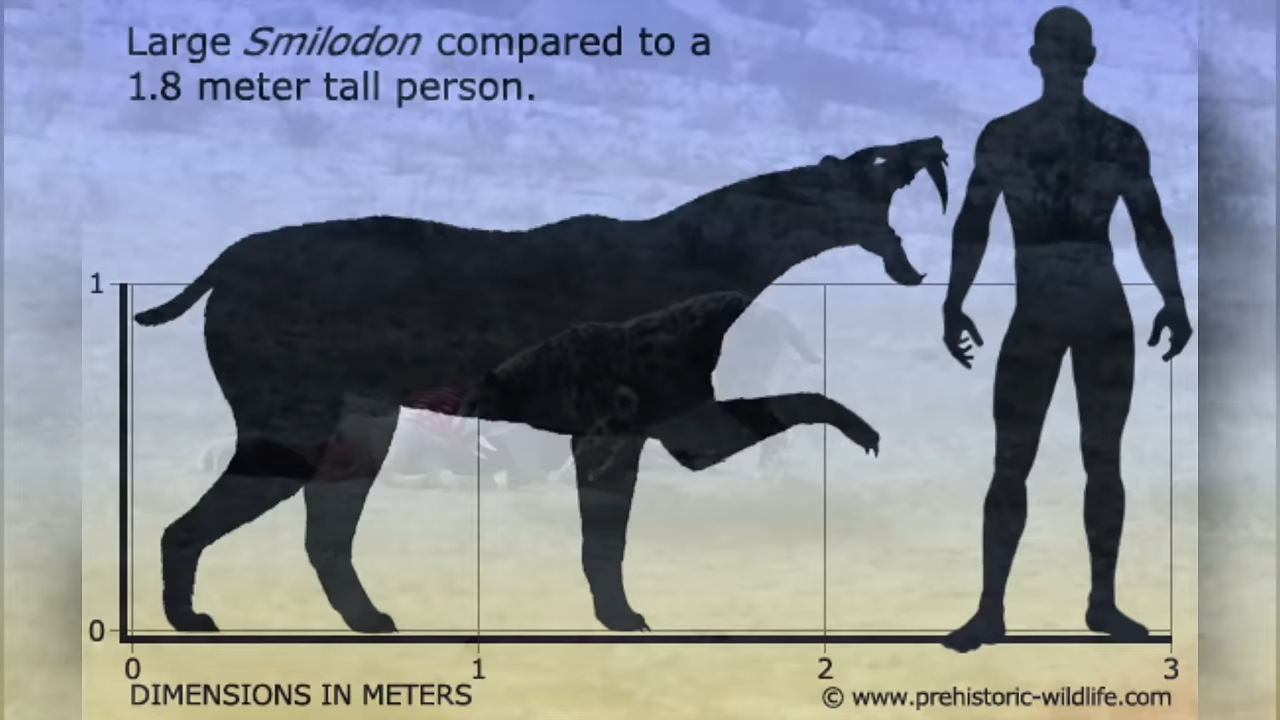 Large Smilodon compared to a
1.8 meter tall person.
1
0
0 1 2 3
DIMENSIONS IN METERS © www.prehistoric-wildlife.com